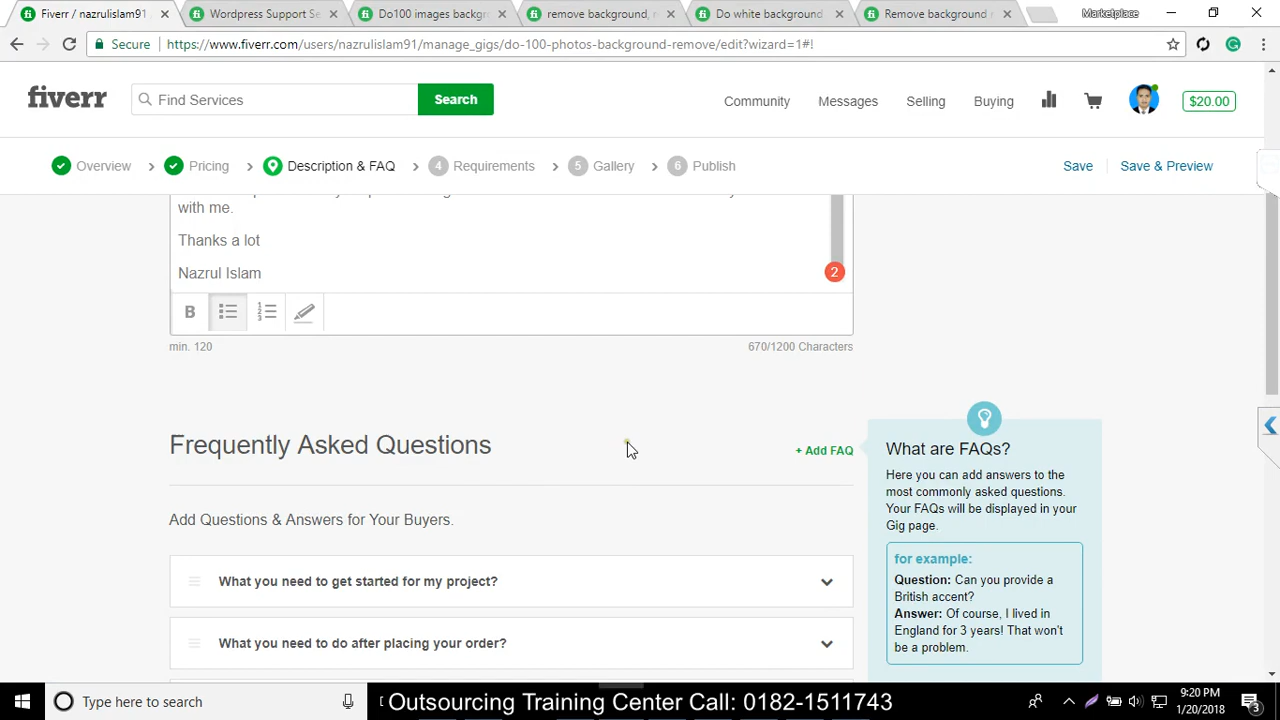 Fiverr / nazrulislam91
Wordpress Support Se
Do100 images backgr
remove background, r
Do white background
Remove background
Marketplace
Secure
https://www.fiverr.com/users/nazrulislam91/manage_gigs/do-100-photos-background-remove/edit?wizard=1#!
fiverr
Find Services
Search
Community
Messages
Selling
Buying
$20.00
Overview
Pricing
Description & FAQ
4 Requirements
5 Gallery
6 Publish
Save
Save & Preview
with me.
Thanks a lot
Nazrul Islam
2
B
min. 120
670/1200 Characters
Frequently Asked Questions
+ Add FAQ
Add Questions & Answers for Your Buyers.
What you need to get started for my project?
What you need to do after placing your order?
What are FAQs?
Here you can add answers to the
most commonly asked questions.
Your FAQs will be displayed in your
Gig page.
for example:
Question: Can you provide a
British accent?
Answer: Of course, I lived in
England for 3 years! That won't
be a problem.
Type here to search
Outsourcing Training Center Call: 0182-1511743
9:20 PM
1/20/2018
3